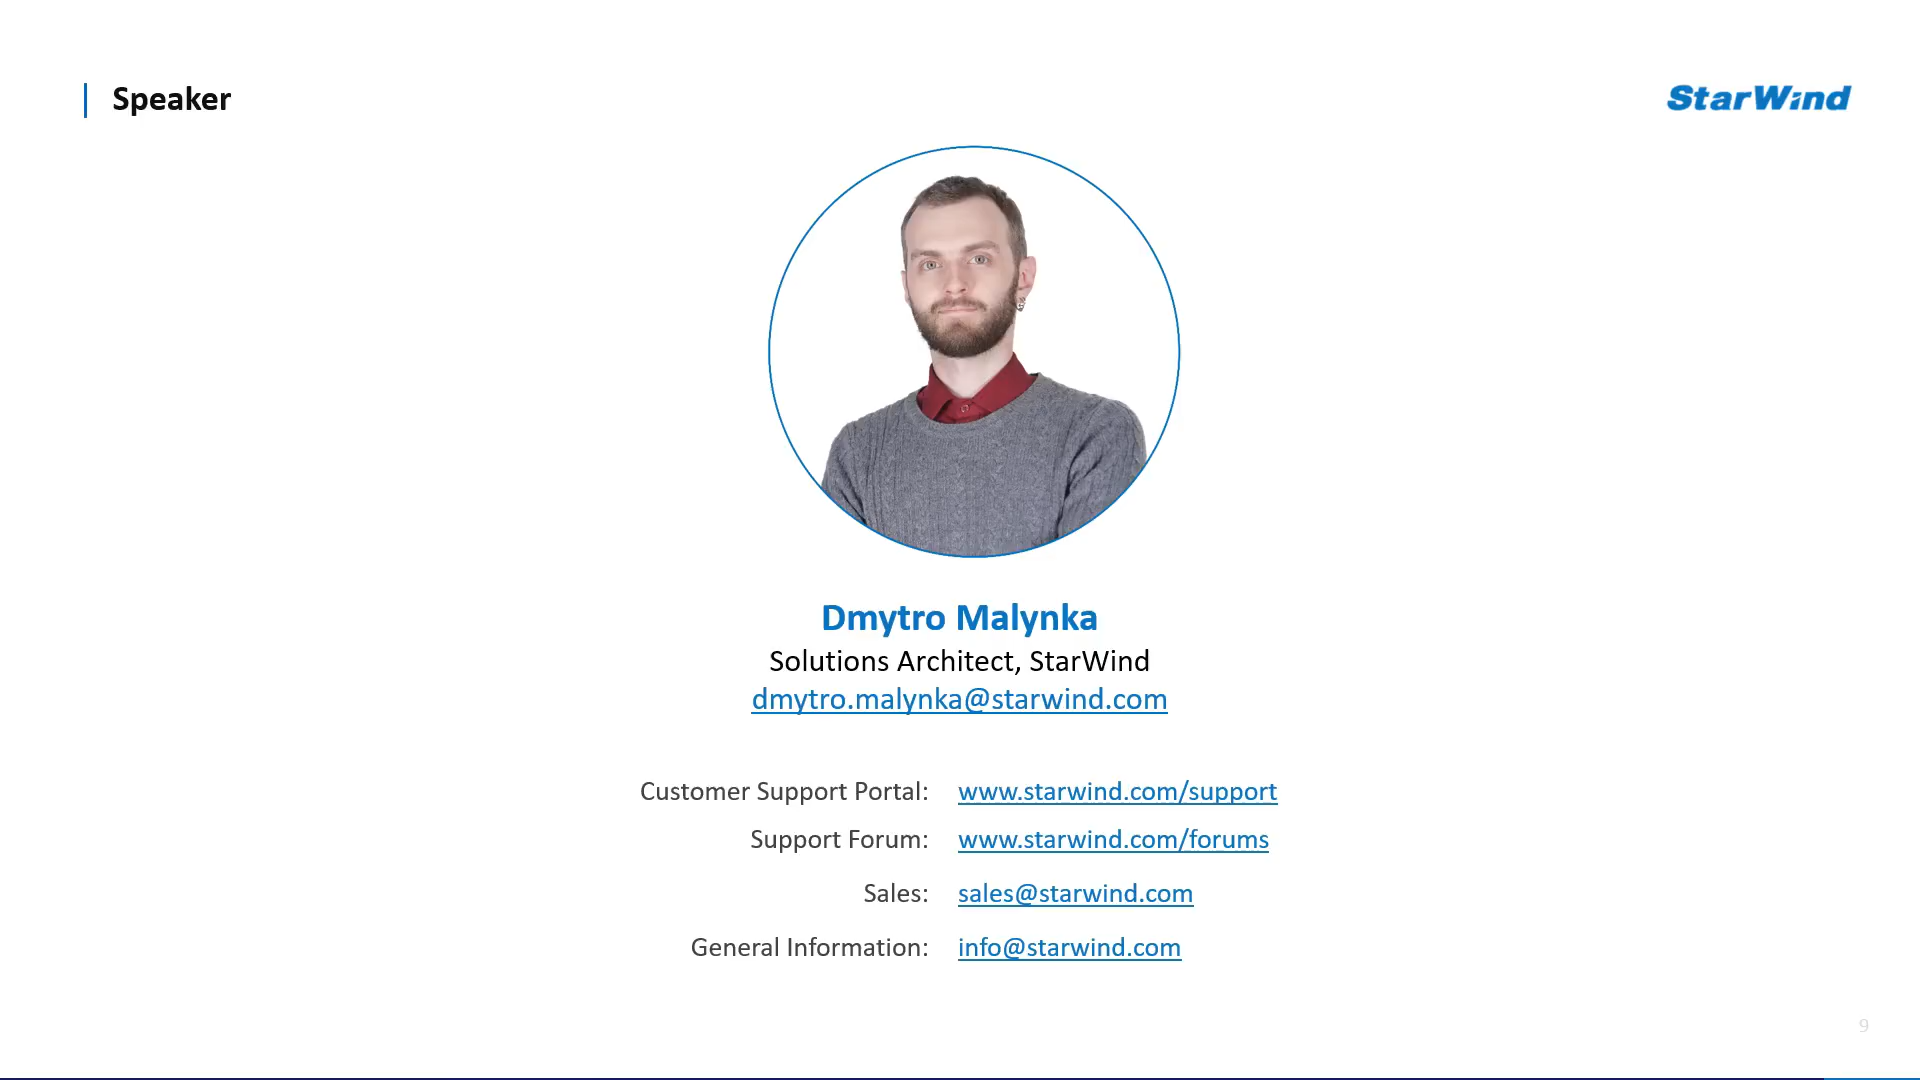 Speaker
StarWind
Dmytro Malynka
Solutions Architect, StarWind
dmytro.malynka@starwind.com
Customer Support Portal: www.starwind.com/support
Support Forum: www.starwind.com/forums
Sales: sales@starwind.com
General Information: info@starwind.com
9